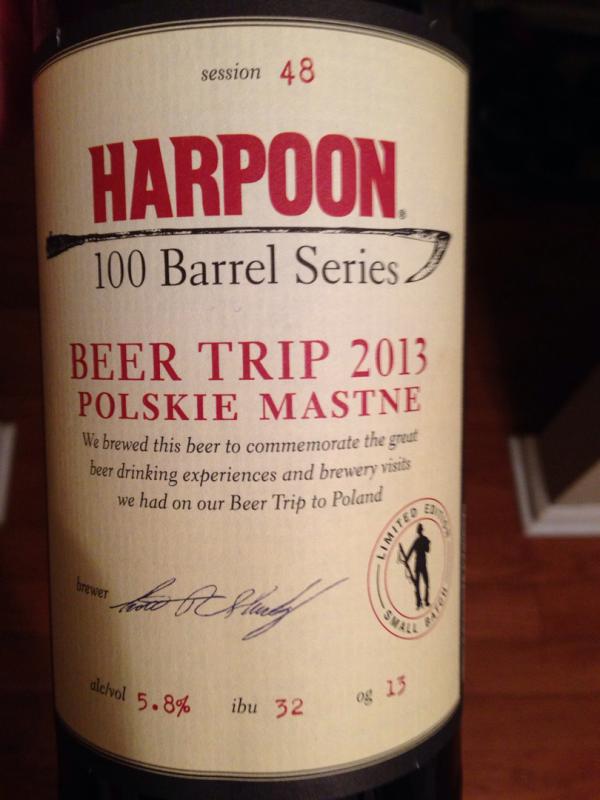 session 48
HARPOON®
100 Barrel Series
BEER TRIP 2013
POLSKIE MASTNE
We brewed this beer to commemorate the great
beer drinking experiences and brewery visits
we had on our Beer Trip to Poland
LIMITED EDITION
SMALL BATCH
brewer
alc/vol 5.8% ibu 32 og 13